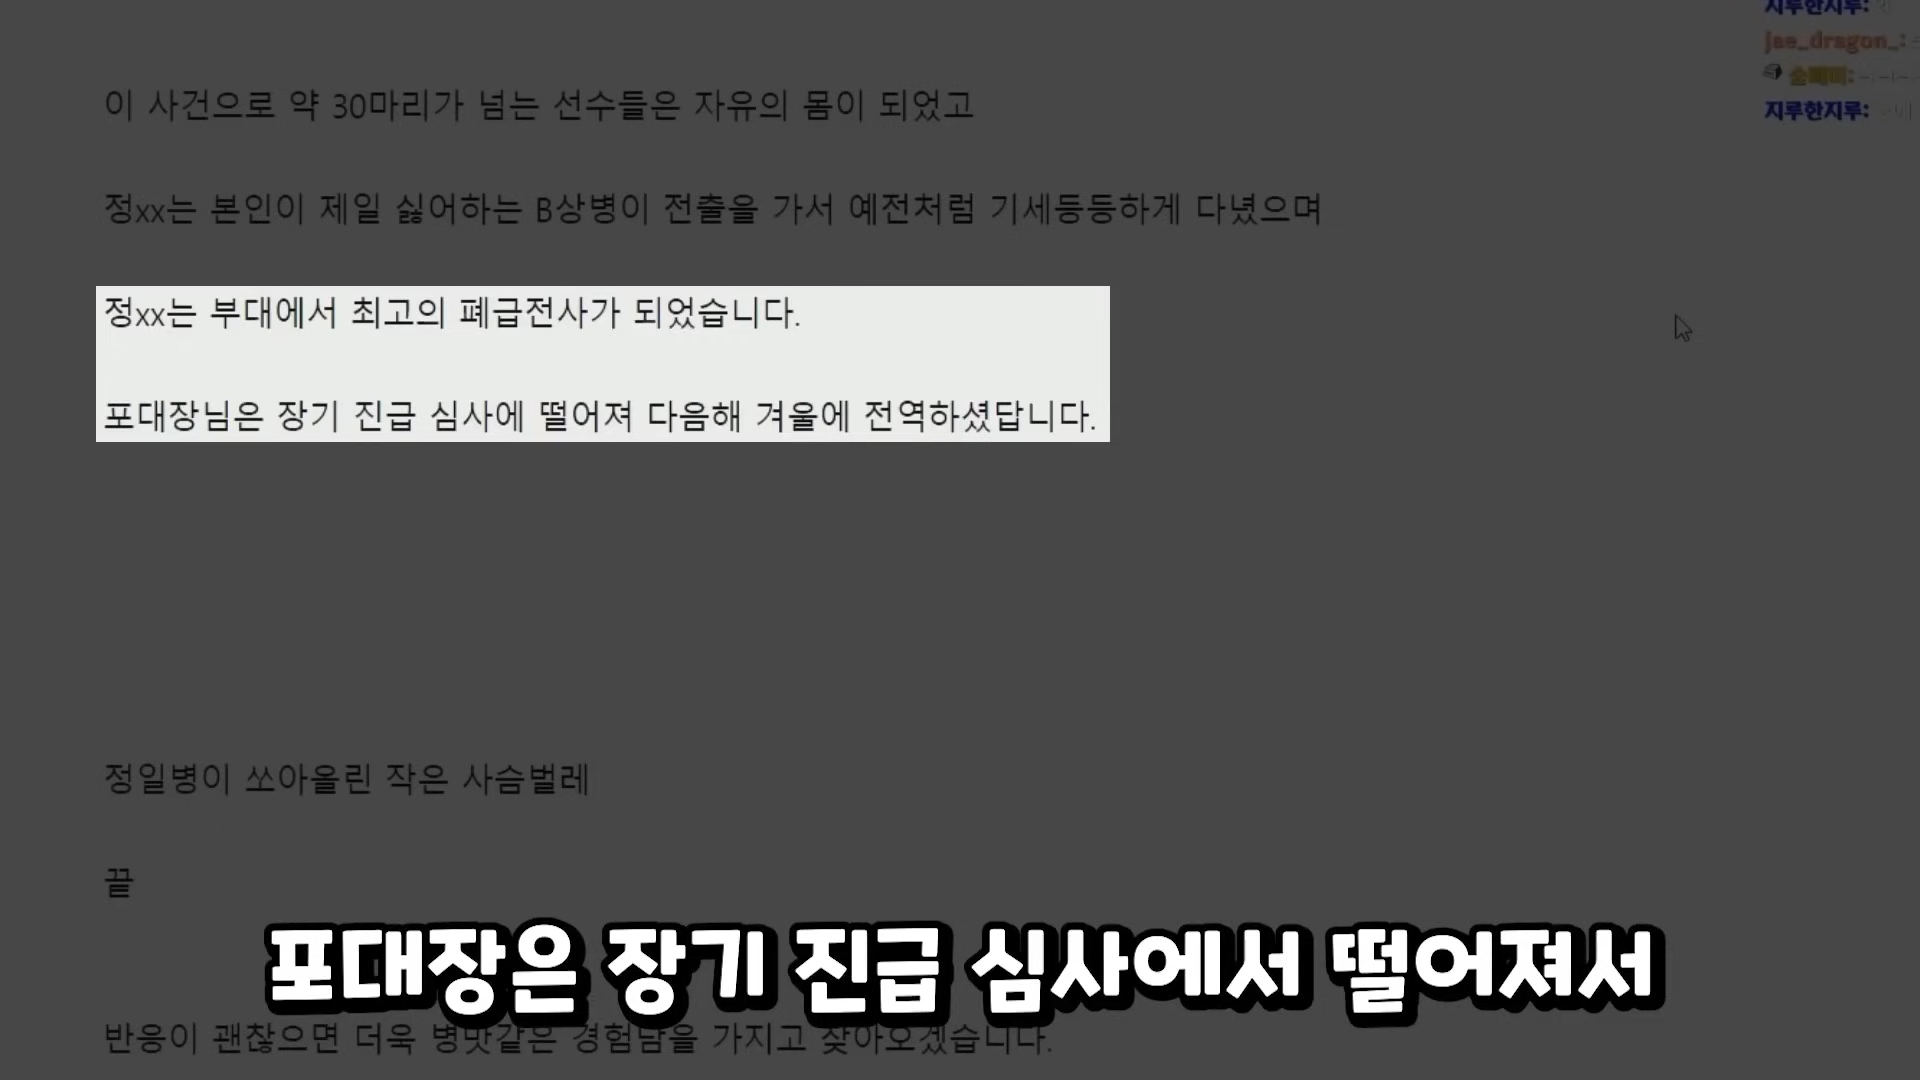 이 사건으로 약 30마리가 넘는 선수들은 자유의 몸이 되었고
정xx는 본인이 제일 싫어하는 B상병이 전출을 가서 예전처럼 기세등등하게 다녔으며
정xx는 부대에서 최고의 폐급전사가 되었습니다.
포대장님은 장기 진급 심사에 떨어져 다음해 겨울에 전역하셨답니다.
정일병이 쏘아올린 작은 사슴벌레
끝
포대장은 장기 진급 심사에서 떨어져서
반응이 괜찮으면 더욱 병맛같은 경험담을 가지고 찾아오겠습니다.
지루한지루:
jae_dragon_:
지루한지루: